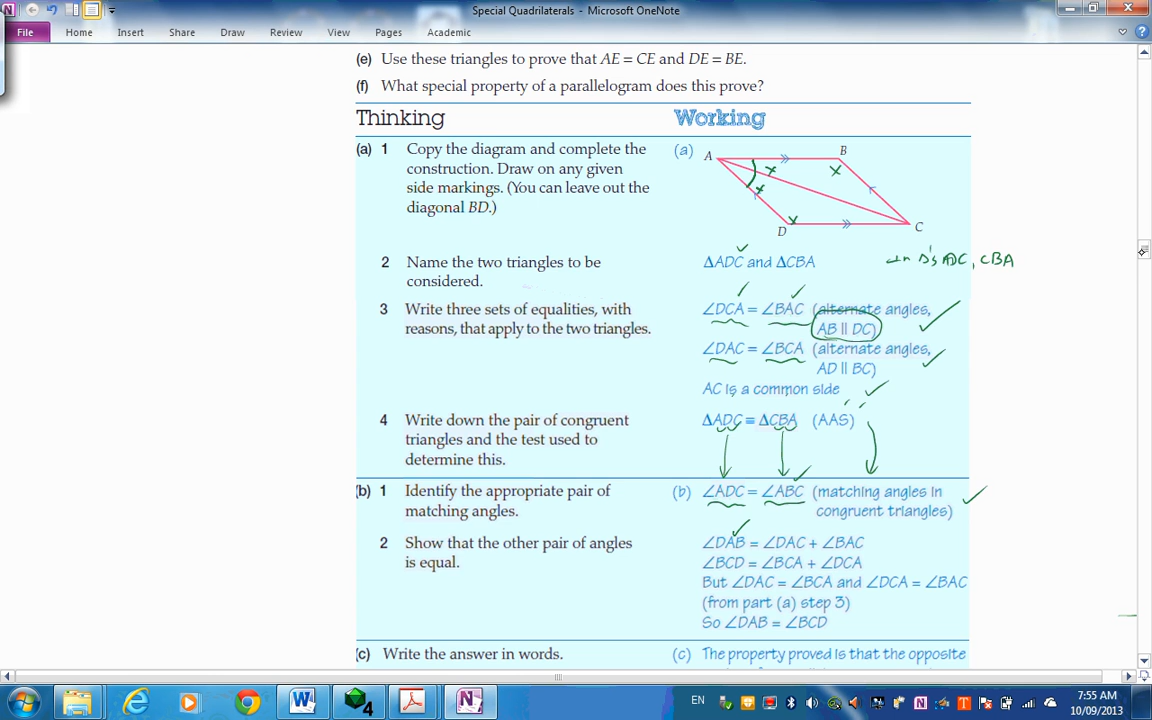 Special Quadrilaterals - Microsoft OneNote
File Home Insert Share Draw Review Pages View Academic
(e) Use these triangles to prove that AE = CE and DE = BE.
(f) What special property of a parallelogram does this prove?
Thinking
Working
(a) 1 Copy the diagram and complete the
construction. Draw on any given
side markings. (You can leave out the
diagonal BD.)
(a)
A
B
x
x
x
x
D
C
2 Name the two triangles to be
considered.
ΔADC and ΔCBA
In Δ's ADC, CBA
3 Write three sets of equalities, with
reasons, that apply to the two triangles.
∠DCA = ∠BAC (alternate angles,
AB || DC)
∠DAC = ∠BCA (alternate angles,
AD || BC)
AC is a common side
4 Write down the pair of congruent
triangles and the test used to
determine this.
ΔADC ≡ ΔCBA (AAS)
(b) 1 Identify the appropriate pair of
matching angles.
(b) ∠ADC = ∠ABC (matching angles in
congruent triangles)
2 Show that the other pair of angles
is equal.
∠DAB = ∠DAC + ∠BAC
∠BCD = ∠BCA + ∠DCA
But ∠DAC = ∠BCA and ∠DCA = ∠BAC
(from part (a) step 3)
So ∠DAB = ∠BCD
(c) Write the answer in words.
(c) The property proved is that the opposite
EN
7:55 AM
10/09/2013